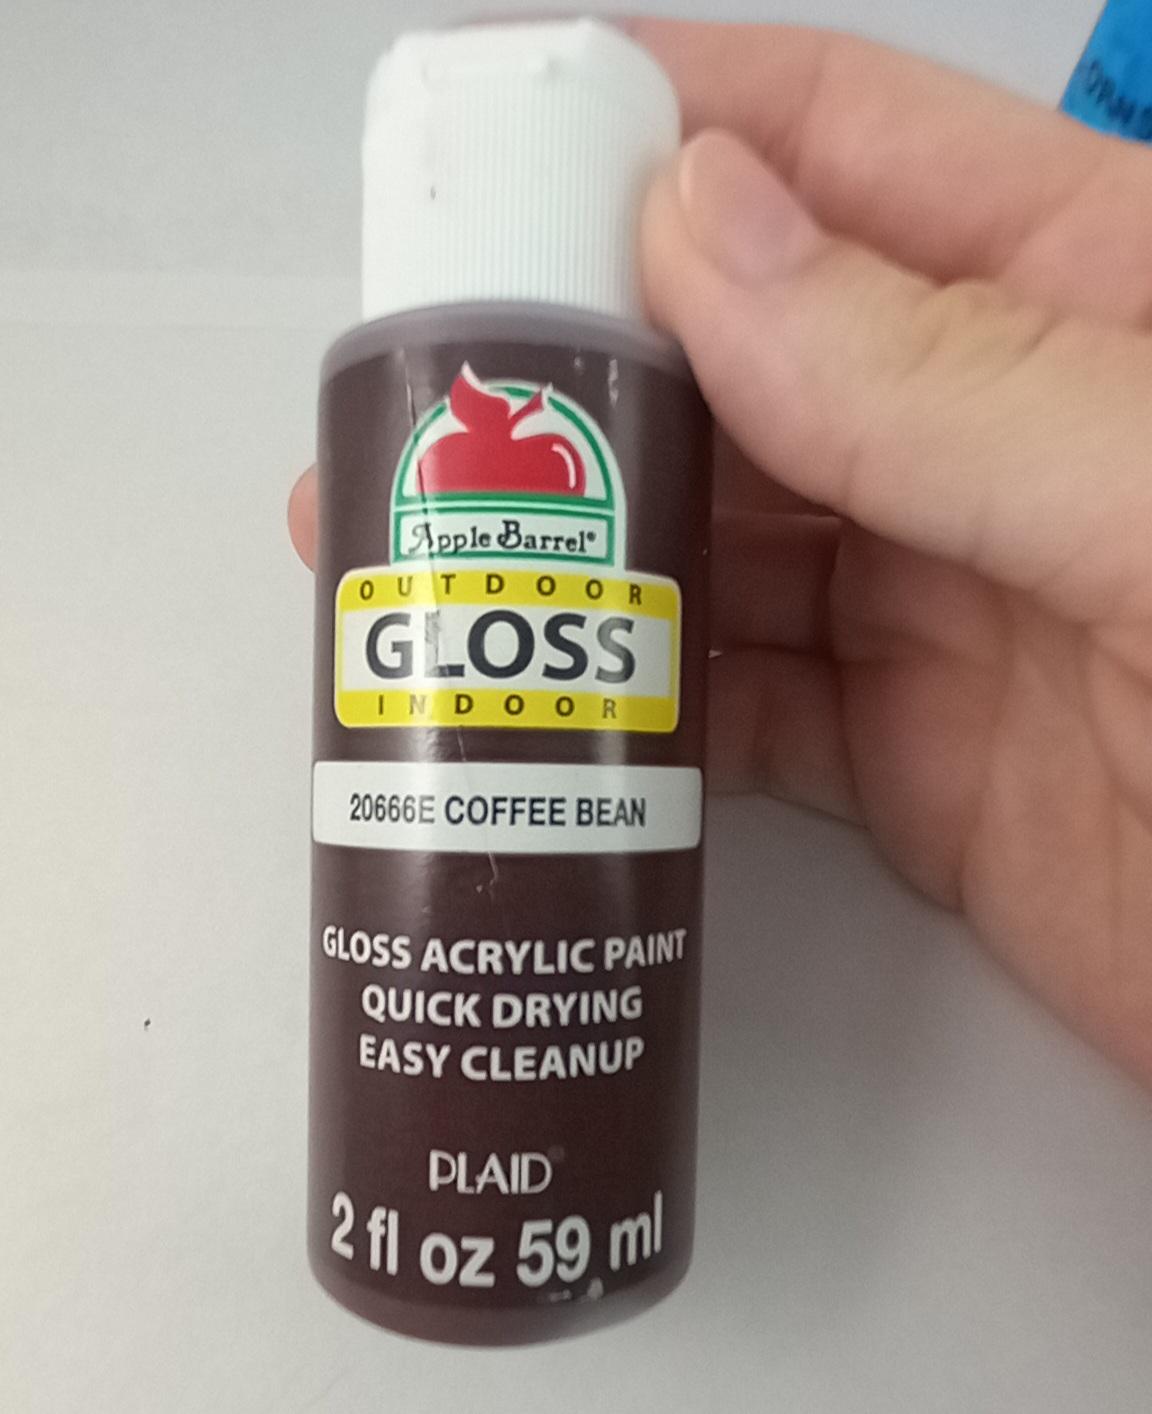 Apple Barrel®
OUTDOOR
GLOSS
INDOOR
20666E COFFEE BEAN
GLOSS ACRYLIC PAINT
QUICK DRYING
EASY CLEANUP
PLAID
2 fl oz 59 ml